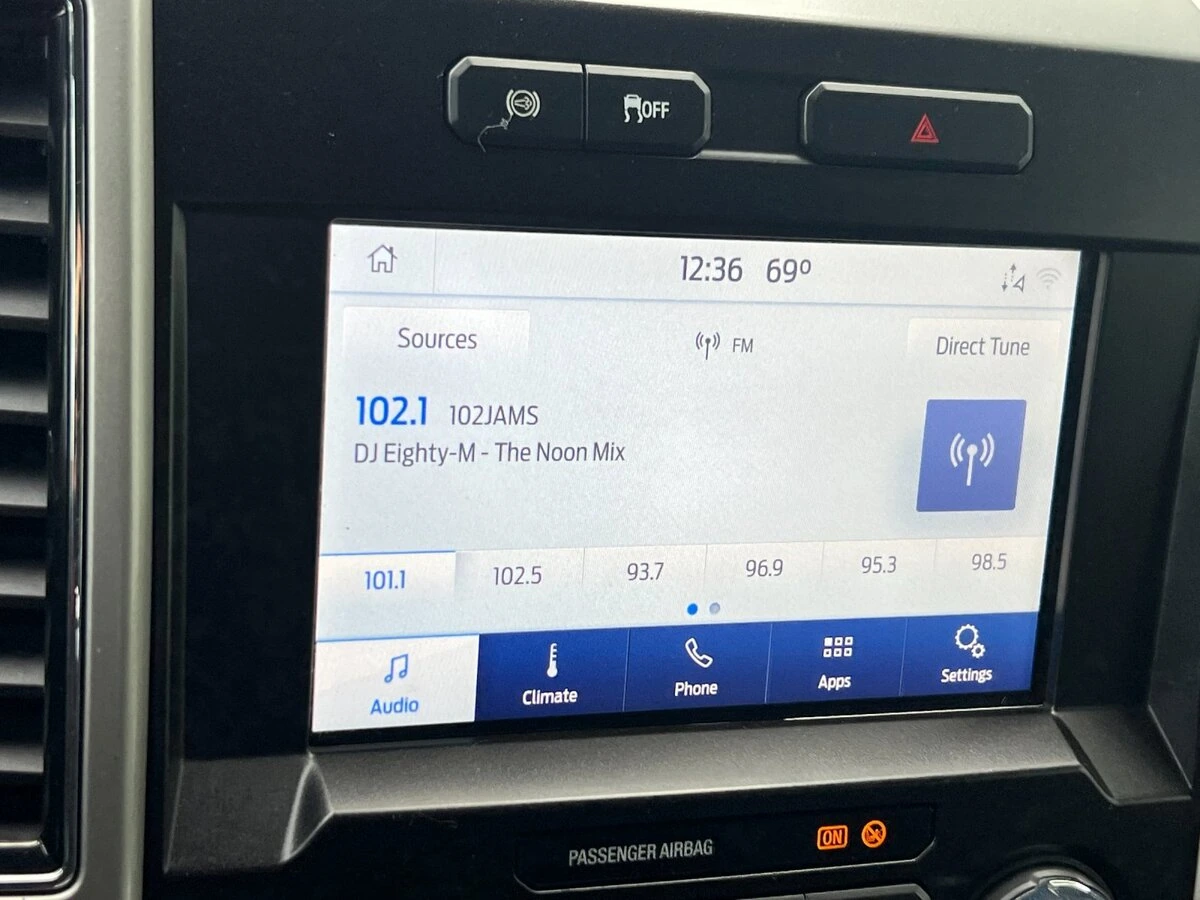 OFF
12:36 69º
Sources
FM
Direct Tune
102.1 102JAMS
DJ Eighty-M - The Noon Mix
101.1 102.5 93.7 96.9 95.3 98.5
Audio Climate Phone Apps Settings
PASSENGER AIRBAG ON